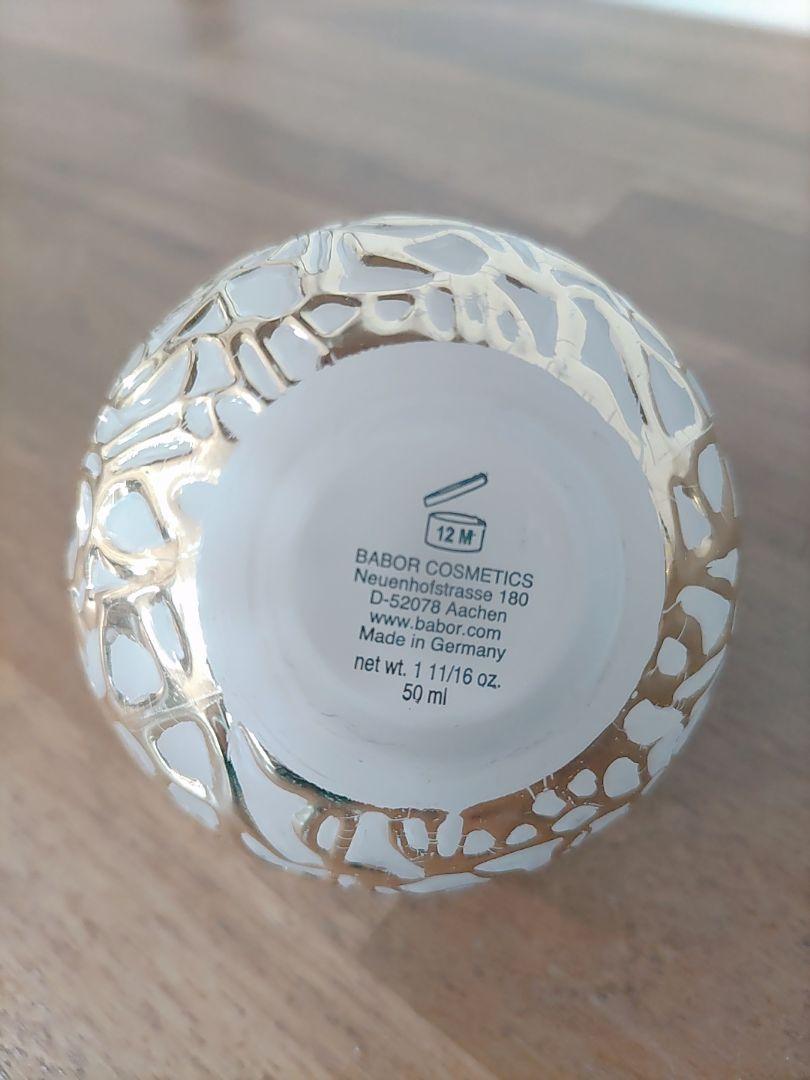 12 M
BABOR COSMETICS
Neuenhofstrasse 180
D-52078 Aachen
www.babor.com
Made in Germany
net wt. 1 11/16 oz.
50 ml